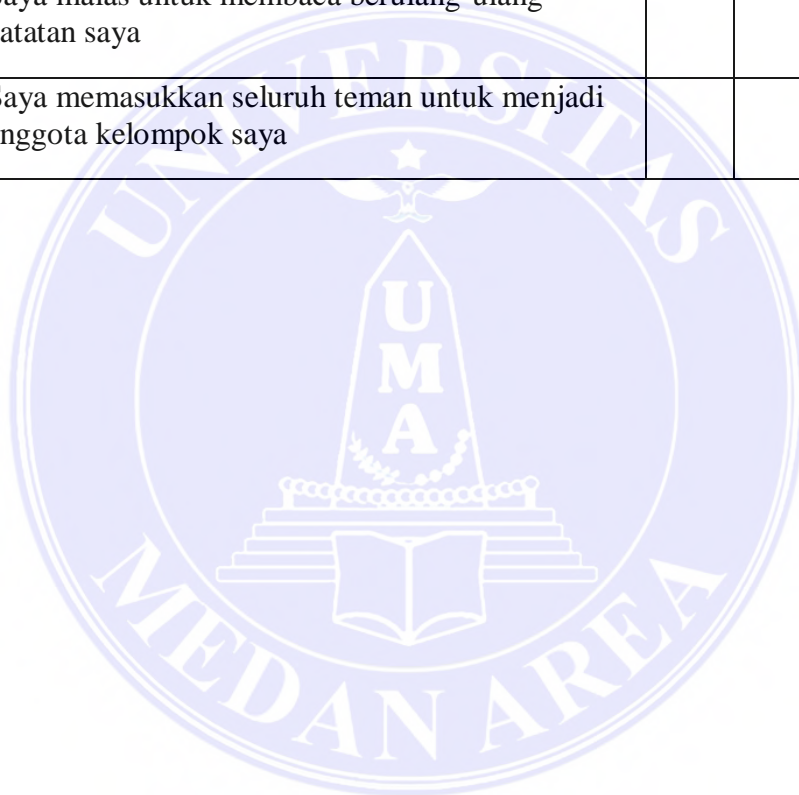 Saya malas untuk membaca berulang-ulang
atatan saya
Saya memasukkan seluruh teman untuk menjadi
nggota kelompok saya
UNIVERSITAS
U
M
A
MEDAN AREA